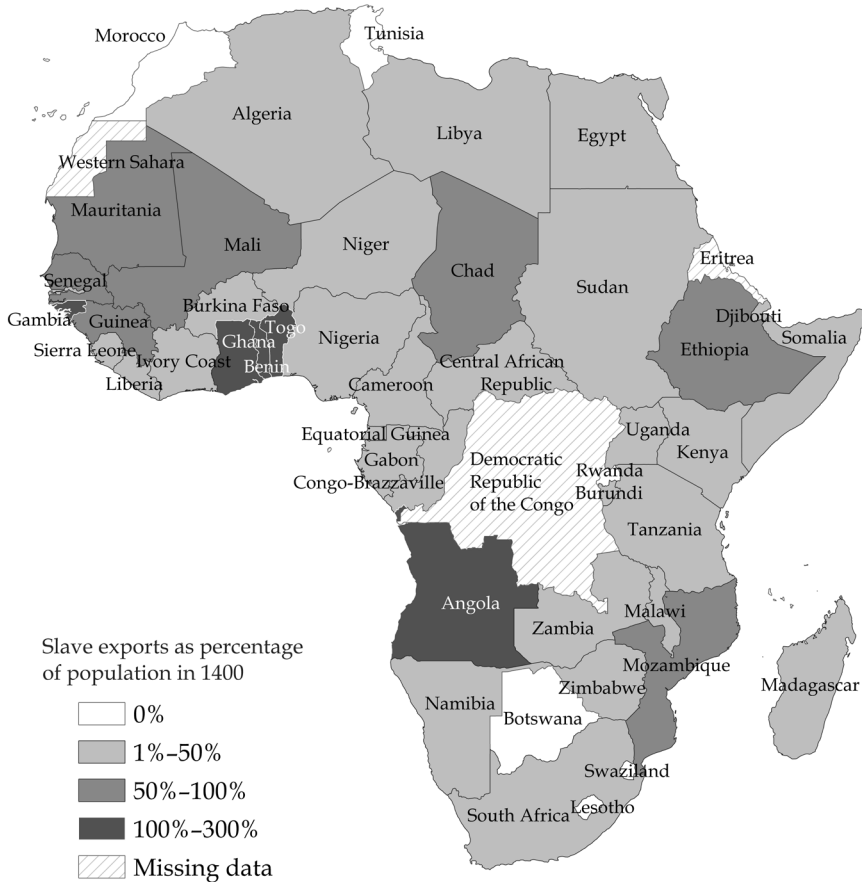 Morocco
Tunisia
Algeria
Libya
Egypt
Western Sahara
Mauritania
Mali
Niger
Chad
Sudan
Eritrea
Senegal
Gambia
Guinea
Burkina Faso
Togo
Ghana
Benin
Nigeria
Djibouti
Somalia
Ethiopia
Sierra Leone
Ivory Coast
Liberia
Central African
Republic
Cameroon
Equatorial Guinea
Gabon
Congo-Brazzaville
Democratic
Republic
of the Congo
Uganda
Kenya
Rwanda
Burundi
Tanzania
Angola
Zambia
Malawi
Mozambique
Zimbabwe
Madagascar
Namibia
Botswana
Swaziland
Lesotho
South Africa
Slave exports as percentage
of population in 1400
0%
1%–50%
50%–100%
100%–300%
Missing data